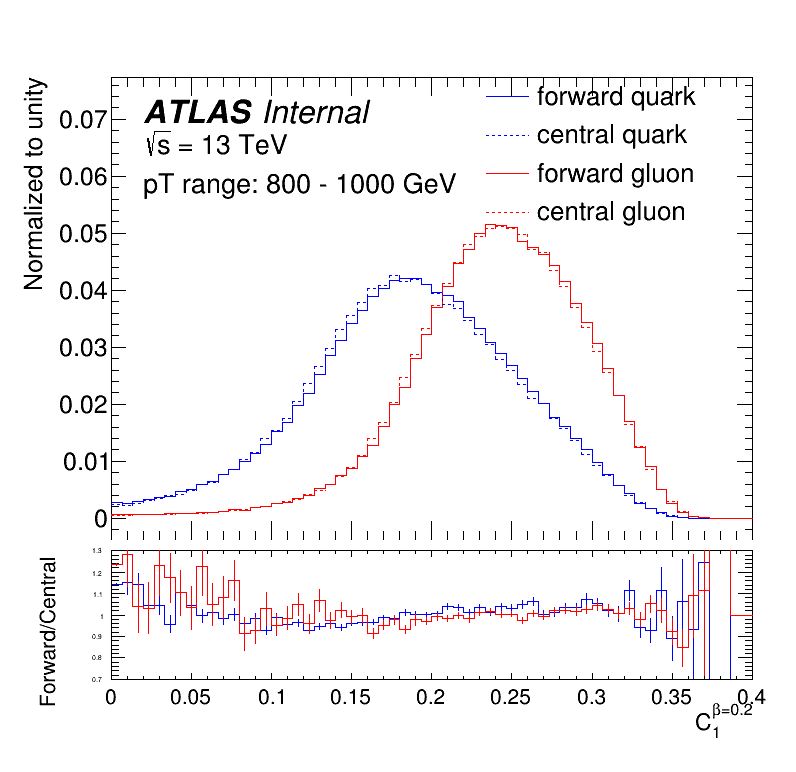 Normalized to unity
ATLAS Internal
√s = 13 TeV
pT range: 800 - 1000 GeV
forward quark
central quark
forward gluon
central gluon
0.07
0.06
0.05
0.04
0.03
0.02
0.01
0
Forward/Central
1.3
1.2
1.1
1
0.9
0.8
0.7
0 0.05 0.1 0.15 0.2 0.25 0.3 0.35 0.4
C₁^β=0.2